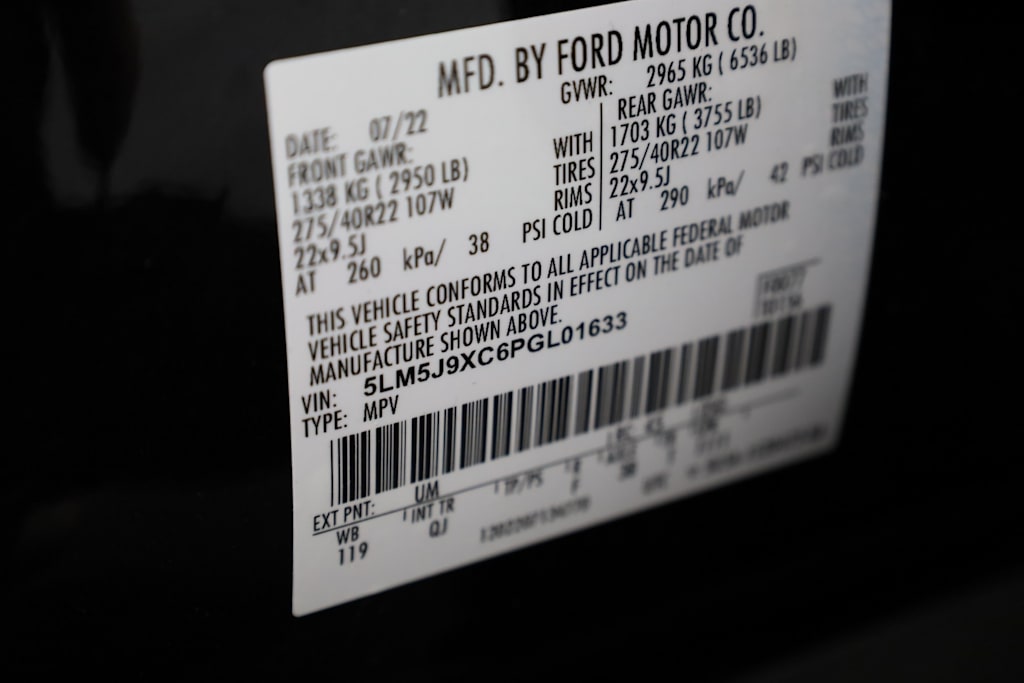 MFD. BY FORD MOTOR CO.
DATE: 07/22
GVWR: 2965 KG ( 6536 LB)
FRONT GAWR:
1338 KG ( 2950 LB) WITH
275/40R22 107W TIRES
22x9.5J RIMS
AT 260 kPa/ 38 PSI COLD
REAR GAWR: WITH
1703 KG ( 3755 LB) TIRES
275/40R22 107W RIMS
22x9.5J
AT 290 kPa/ 42 PSI COLD
THIS VEHICLE CONFORMS TO ALL APPLICABLE FEDERAL MOTOR
VEHICLE SAFETY STANDARDS IN EFFECT ON THE DATE OF
MANUFACTURE SHOWN ABOVE.
VIN: 5LM5J9XC6PGL01633
TYPE: MPV
EXT PNT: UM
WB INT TR TP/PS
119 QJ